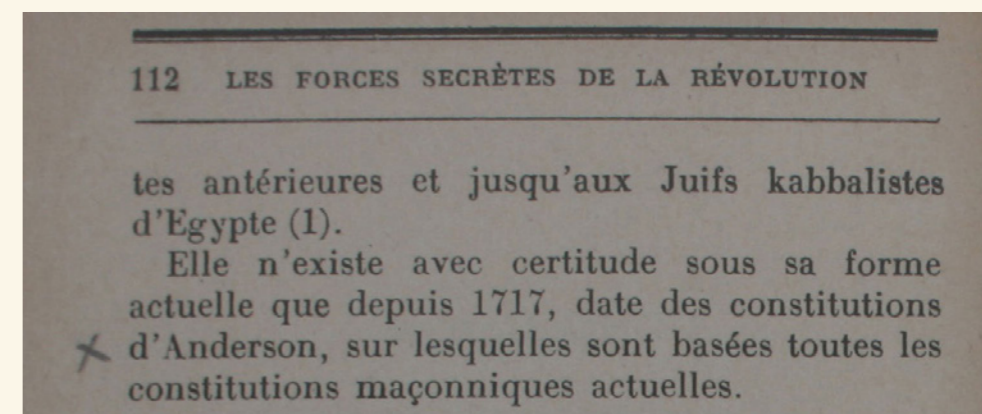 112 LES FORCES SECRÈTES DE LA RÉVOLUTION
tes antérieures et jusqu'aux Juifs kabbalistes
d'Egypte (1).
Elle n'existe avec certitude sous sa forme
actuelle que depuis 1717, date des constitutions
d'Anderson, sur lesquelles sont basées toutes les
constitutions maçonniques actuelles.